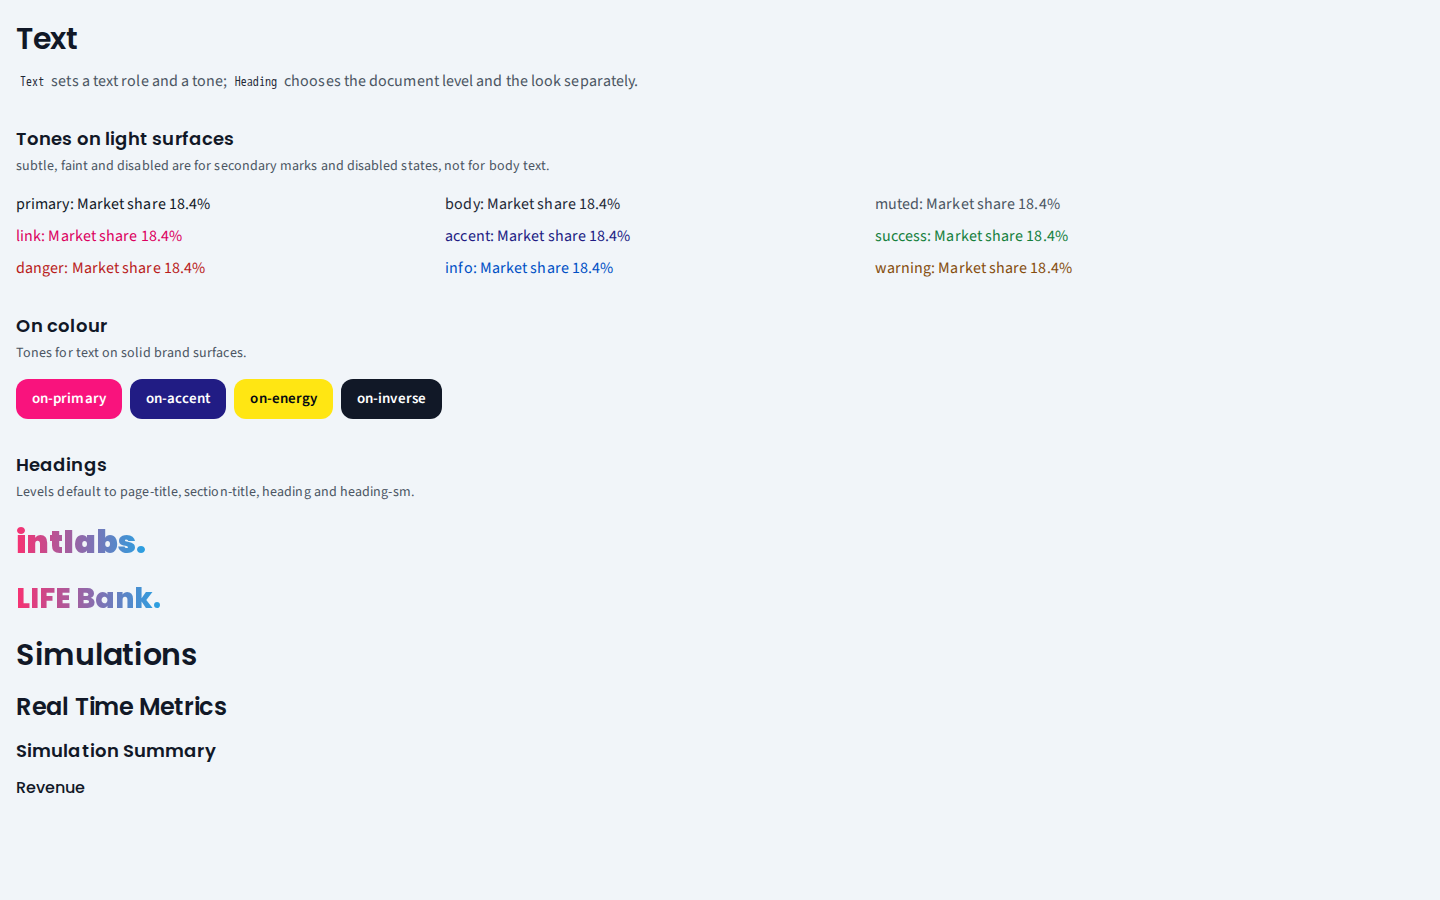 Text
Text sets a text role and a tone; Heading chooses the document level and the look separately.
Tones on light surfaces
subtle, faint and disabled are for secondary marks and disabled states, not for body text.
primary: Market share 18.4% body: Market share 18.4% muted: Market share 18.4%
link: Market share 18.4% accent: Market share 18.4% success: Market share 18.4%
danger: Market share 18.4% info: Market share 18.4% warning: Market share 18.4%
On colour
Tones for text on solid brand surfaces.
on-primary on-accent on-energy on-inverse
Headings
Levels default to page-title, section-title, heading and heading-sm.
intlabs.
LIFE Bank.
Simulations
Real Time Metrics
Simulation Summary
Revenue